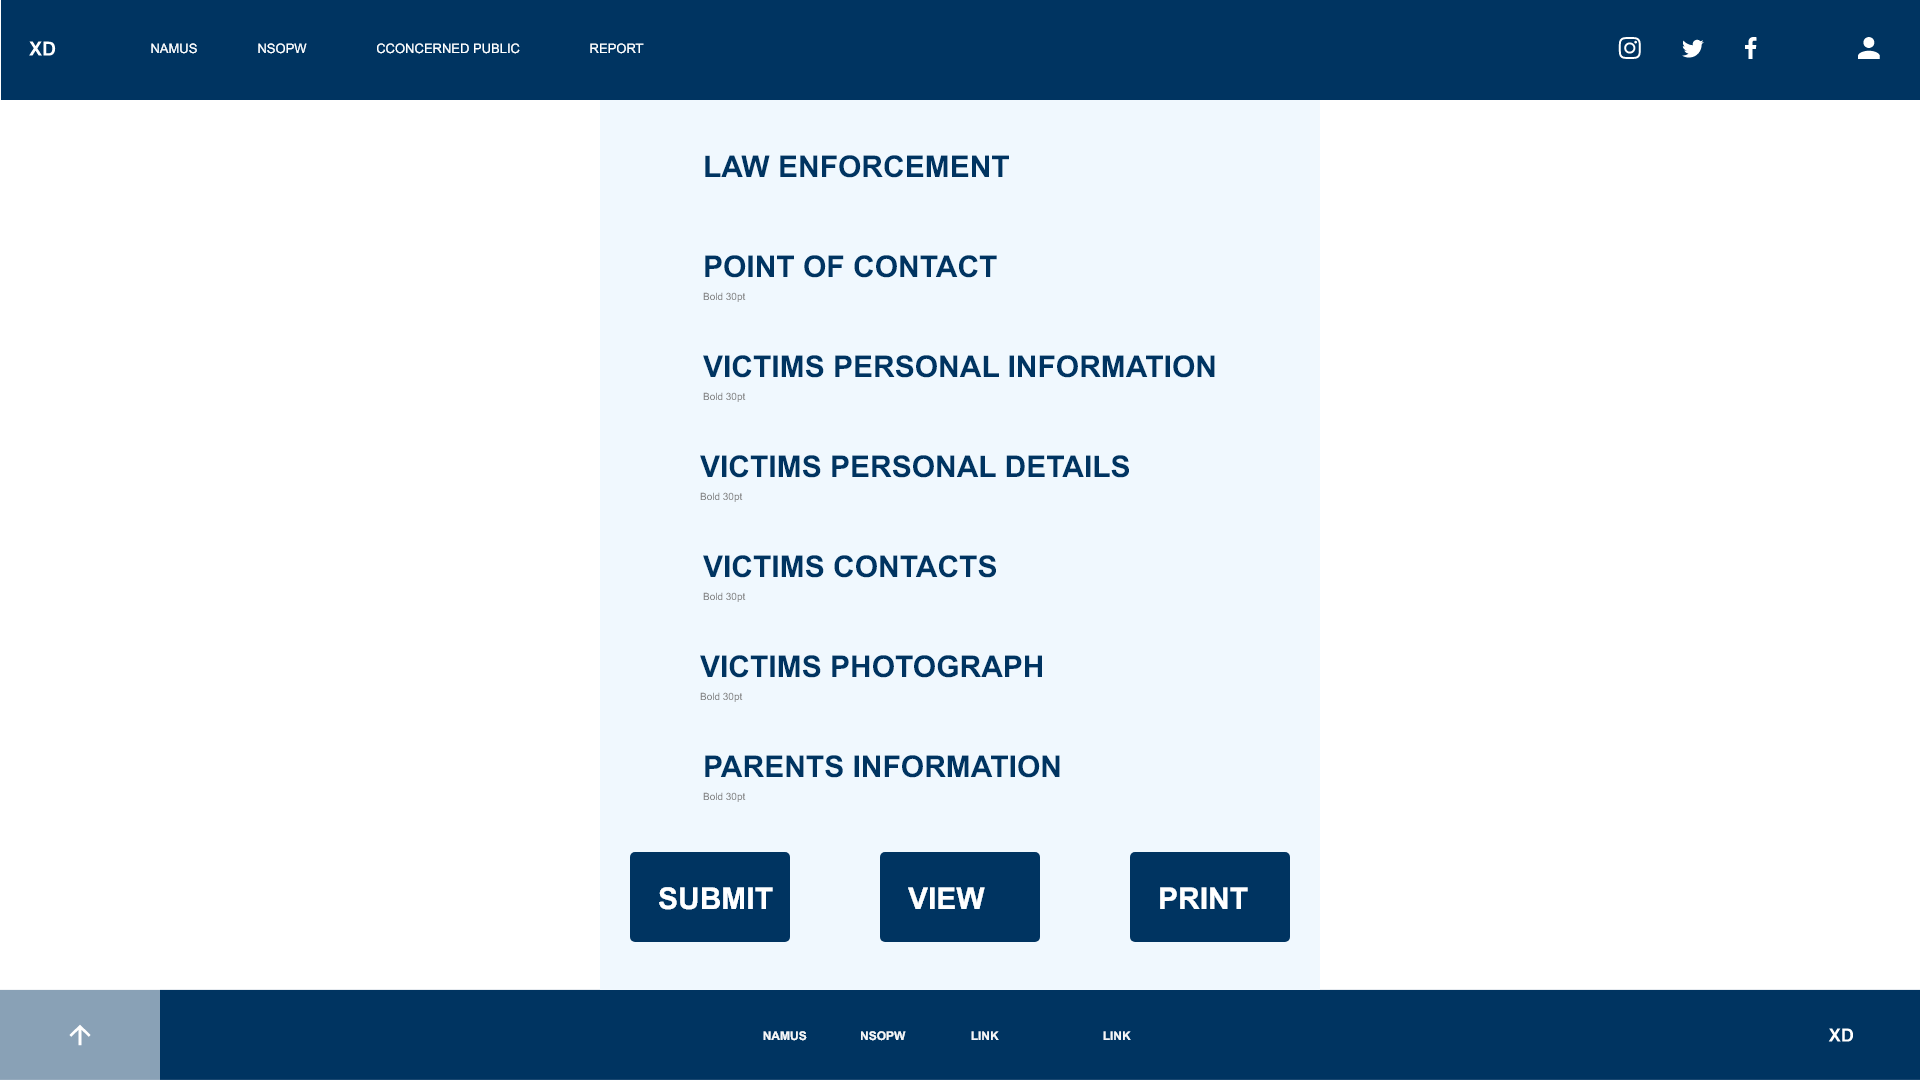 XD NAMUS NSOPW CCONCERNED PUBLIC REPORT
LAW ENFORCEMENT
POINT OF CONTACT
Bold 30pt
VICTIMS PERSONAL INFORMATION
Bold 30pt
VICTIMS PERSONAL DETAILS
Bold 30pt
VICTIMS CONTACTS
Bold 30pt
VICTIMS PHOTOGRAPH
Bold 30pt
PARENTS INFORMATION
Bold 30pt
SUBMIT VIEW PRINT
NAMUS NSOPW LINK LINK XD